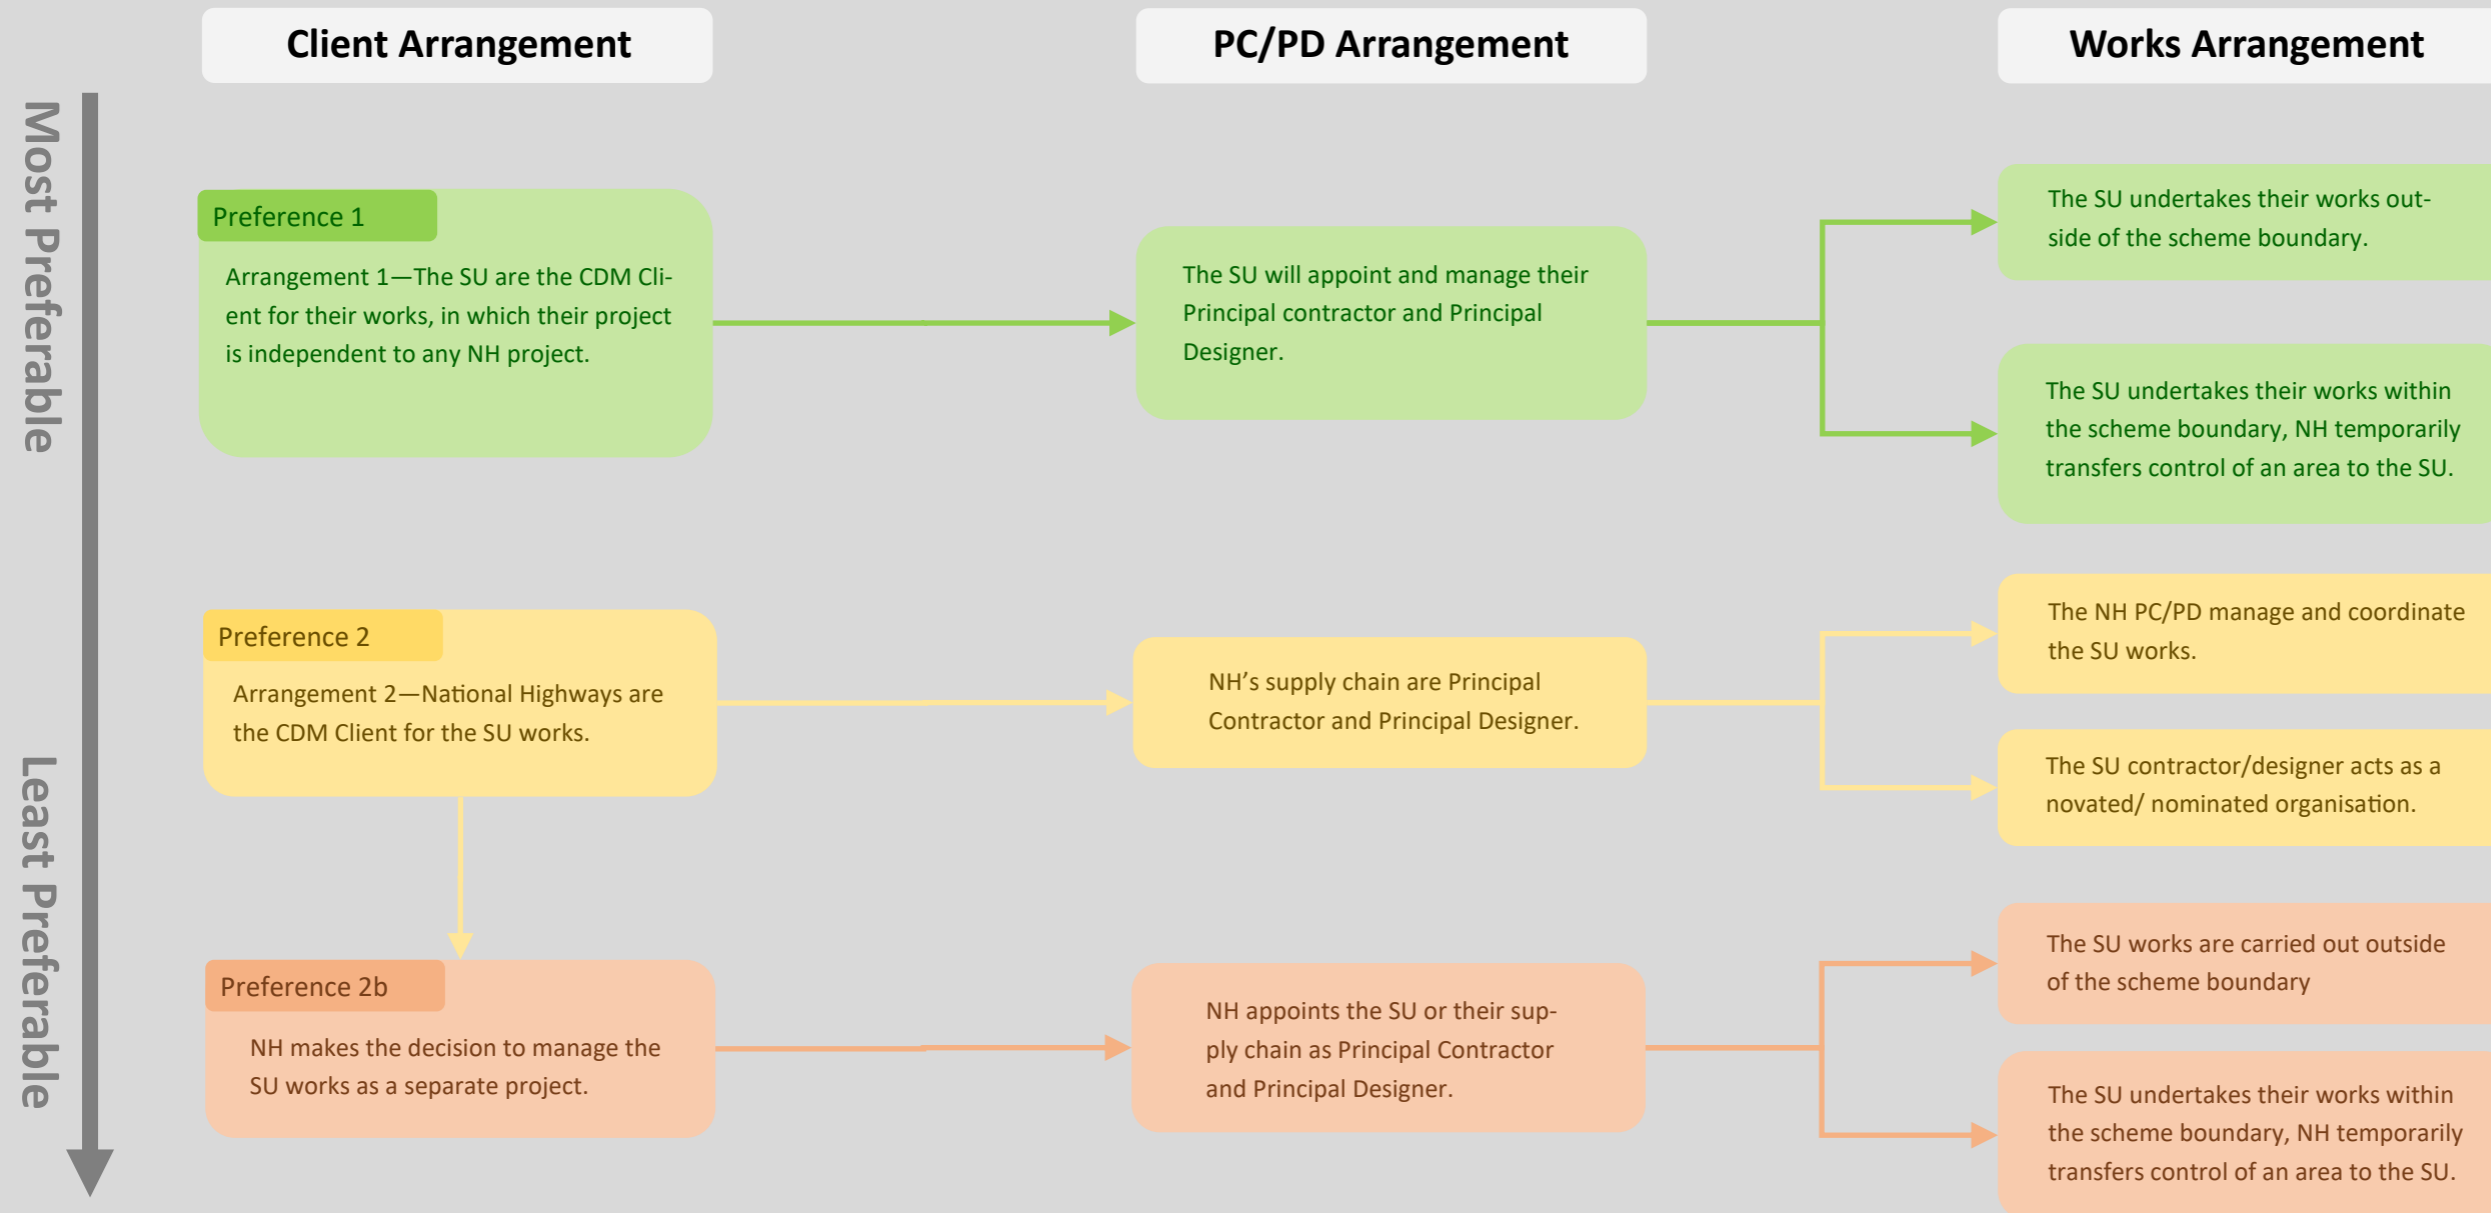 Client Arrangement
PC/PD Arrangement
Works Arrangement
Most Preferable
Least Preferable
Preference 1
Arrangement 1—The SU are the CDM Cli-
ent for their works, in which their project
is independent to any NH project.
The SU will appoint and manage their
Principal contractor and Principal
Designer.
The SU undertakes their works out-
side of the scheme boundary.
The SU undertakes their works within
the scheme boundary, NH temporarily
transfers control of an area to the SU.
Preference 2
Arrangement 2—National Highways are
the CDM Client for the SU works.
NH’s supply chain are Principal
Contractor and Principal Designer.
The NH PC/PD manage and coordinate
the SU works.
The SU contractor/designer acts as a
novated/ nominated organisation.
Preference 2b
NH makes the decision to manage the
SU works as a separate project.
NH appoints the SU or their sup-
ply chain as Principal Contractor
and Principal Designer.
The SU works are carried out outside
of the scheme boundary
The SU undertakes their works within
the scheme boundary, NH temporarily
transfers control of an area to the SU.